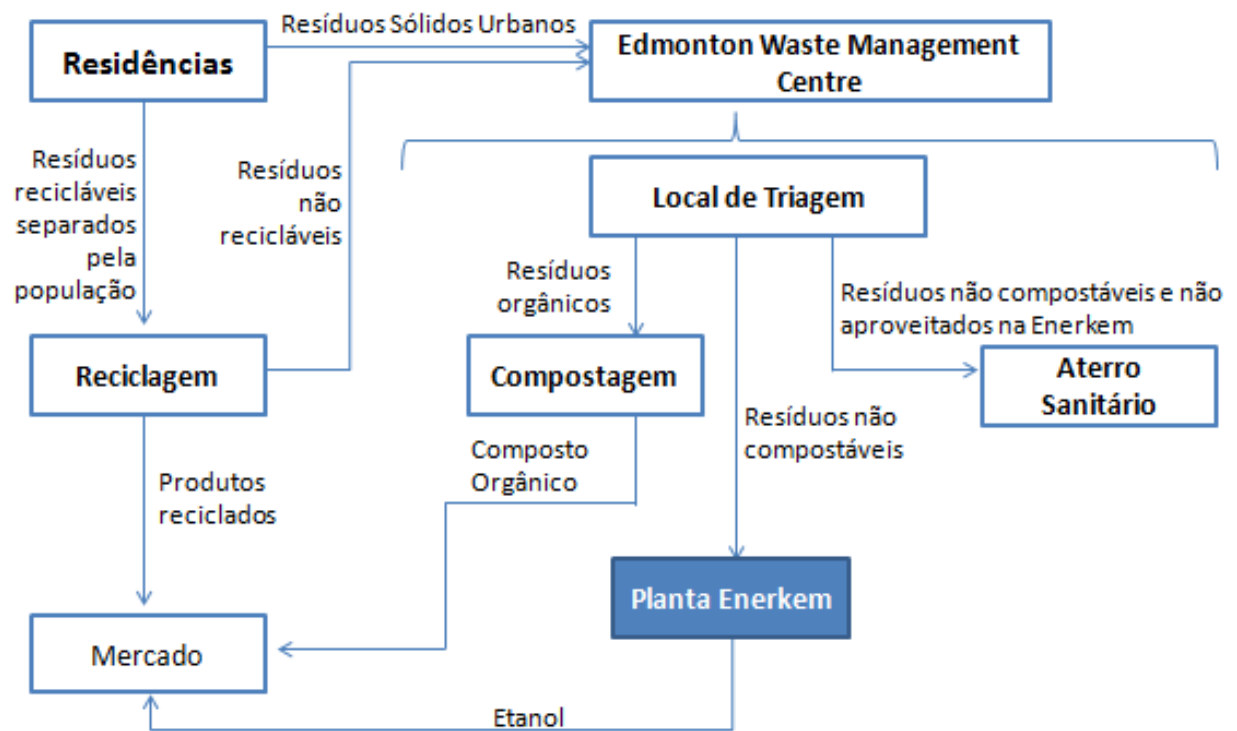 Resíduos Sólidos Urbanos
Residências
Edmonton Waste Management
Centre
Resíduos
recicláveis
separados
pela
população
Resíduos
não
recicláveis
Local de Triagem
Resíduos
orgânicos
Resíduos não compostáveis e não
aproveitados na Enerkem
Reciclagem
Compostagem
Aterro
Sanitário
Resíduos não
compostáveis
Composto
Orgânico
Produtos
reciclados
Planta Enerkem
Mercado
Etanol